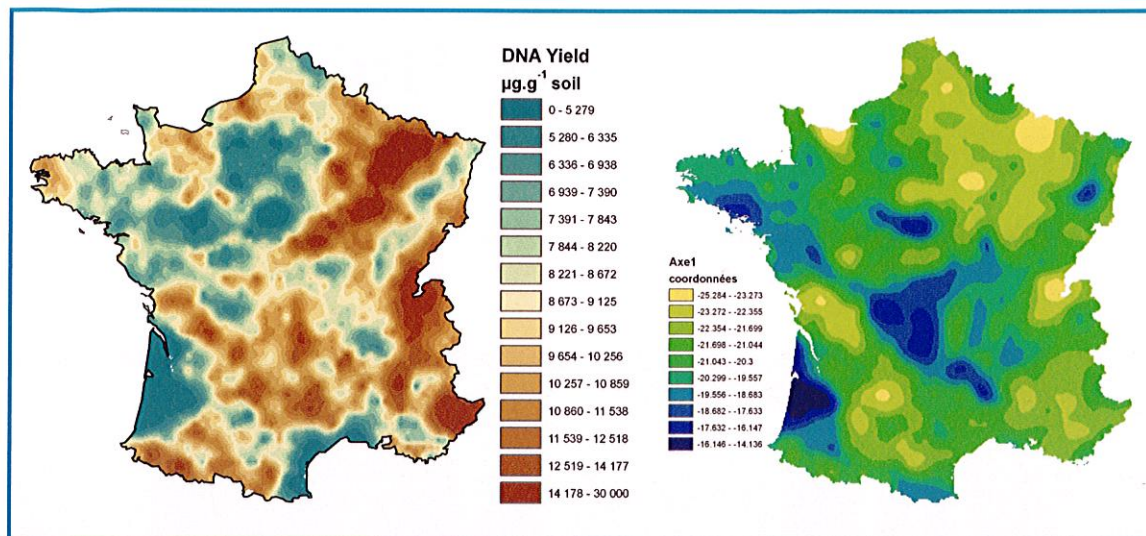 DNA Yield
µg.g-1 soil
0 - 5 279
5 280 - 6 335
6 336 - 6 938
6 939 - 7 390
7 391 - 7 843
7 844 - 8 220
8 221 - 8 672
8 673 - 9 125
9 126 - 9 653
9 654 - 10 256
10 257 - 10 859
10 860 - 11 538
11 539 - 12 518
12 519 - 14 177
14 178 - 30 000
Axe1
coordonnées
-25.284 - -23.273
-23.272 - -22.355
-22.354 - -21.699
-21.698 - -21.044
-21.043 - -20.3
-20.299 - -19.557
-19.556 - -18.683
-18.682 - -17.633
-17.632 - -16.147
-16.146 - -14.136